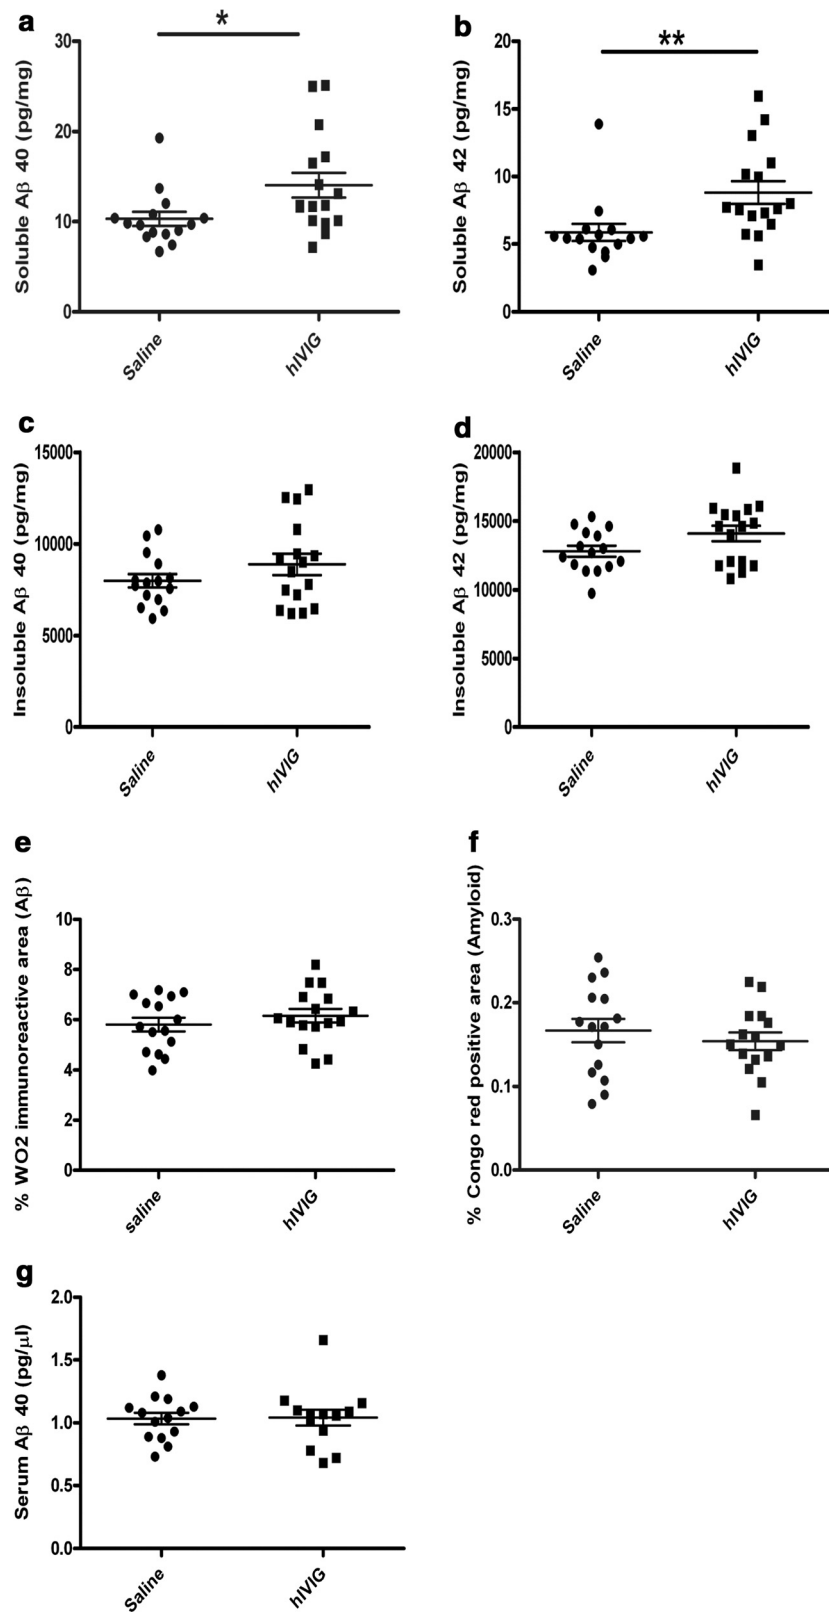 a
*
Soluble Aβ 40 (pg/mg)
30
20
10
0
Saline
hIVIG
b
**
Soluble Aβ 42 (pg/mg)
20
15
10
5
0
Saline
hIVIG
c
Insoluble Aβ 40 (pg/mg)
15000
10000
5000
0
Saline
hIVIG
d
Insoluble Aβ 42 (pg/mg)
20000
15000
10000
5000
0
Saline
hIVIG
e
% WO2 immunoreactive area (Aβ)
10
8
6
4
2
0
saline
hIVIG
f
% Congo red positive area (Amyloid)
0.3
0.2
0.1
0.0
Saline
hIVIG
g
Serum Aβ 40 (pg/μl)
2.0
1.5
1.0
0.5
0.0
Saline
hIVIG